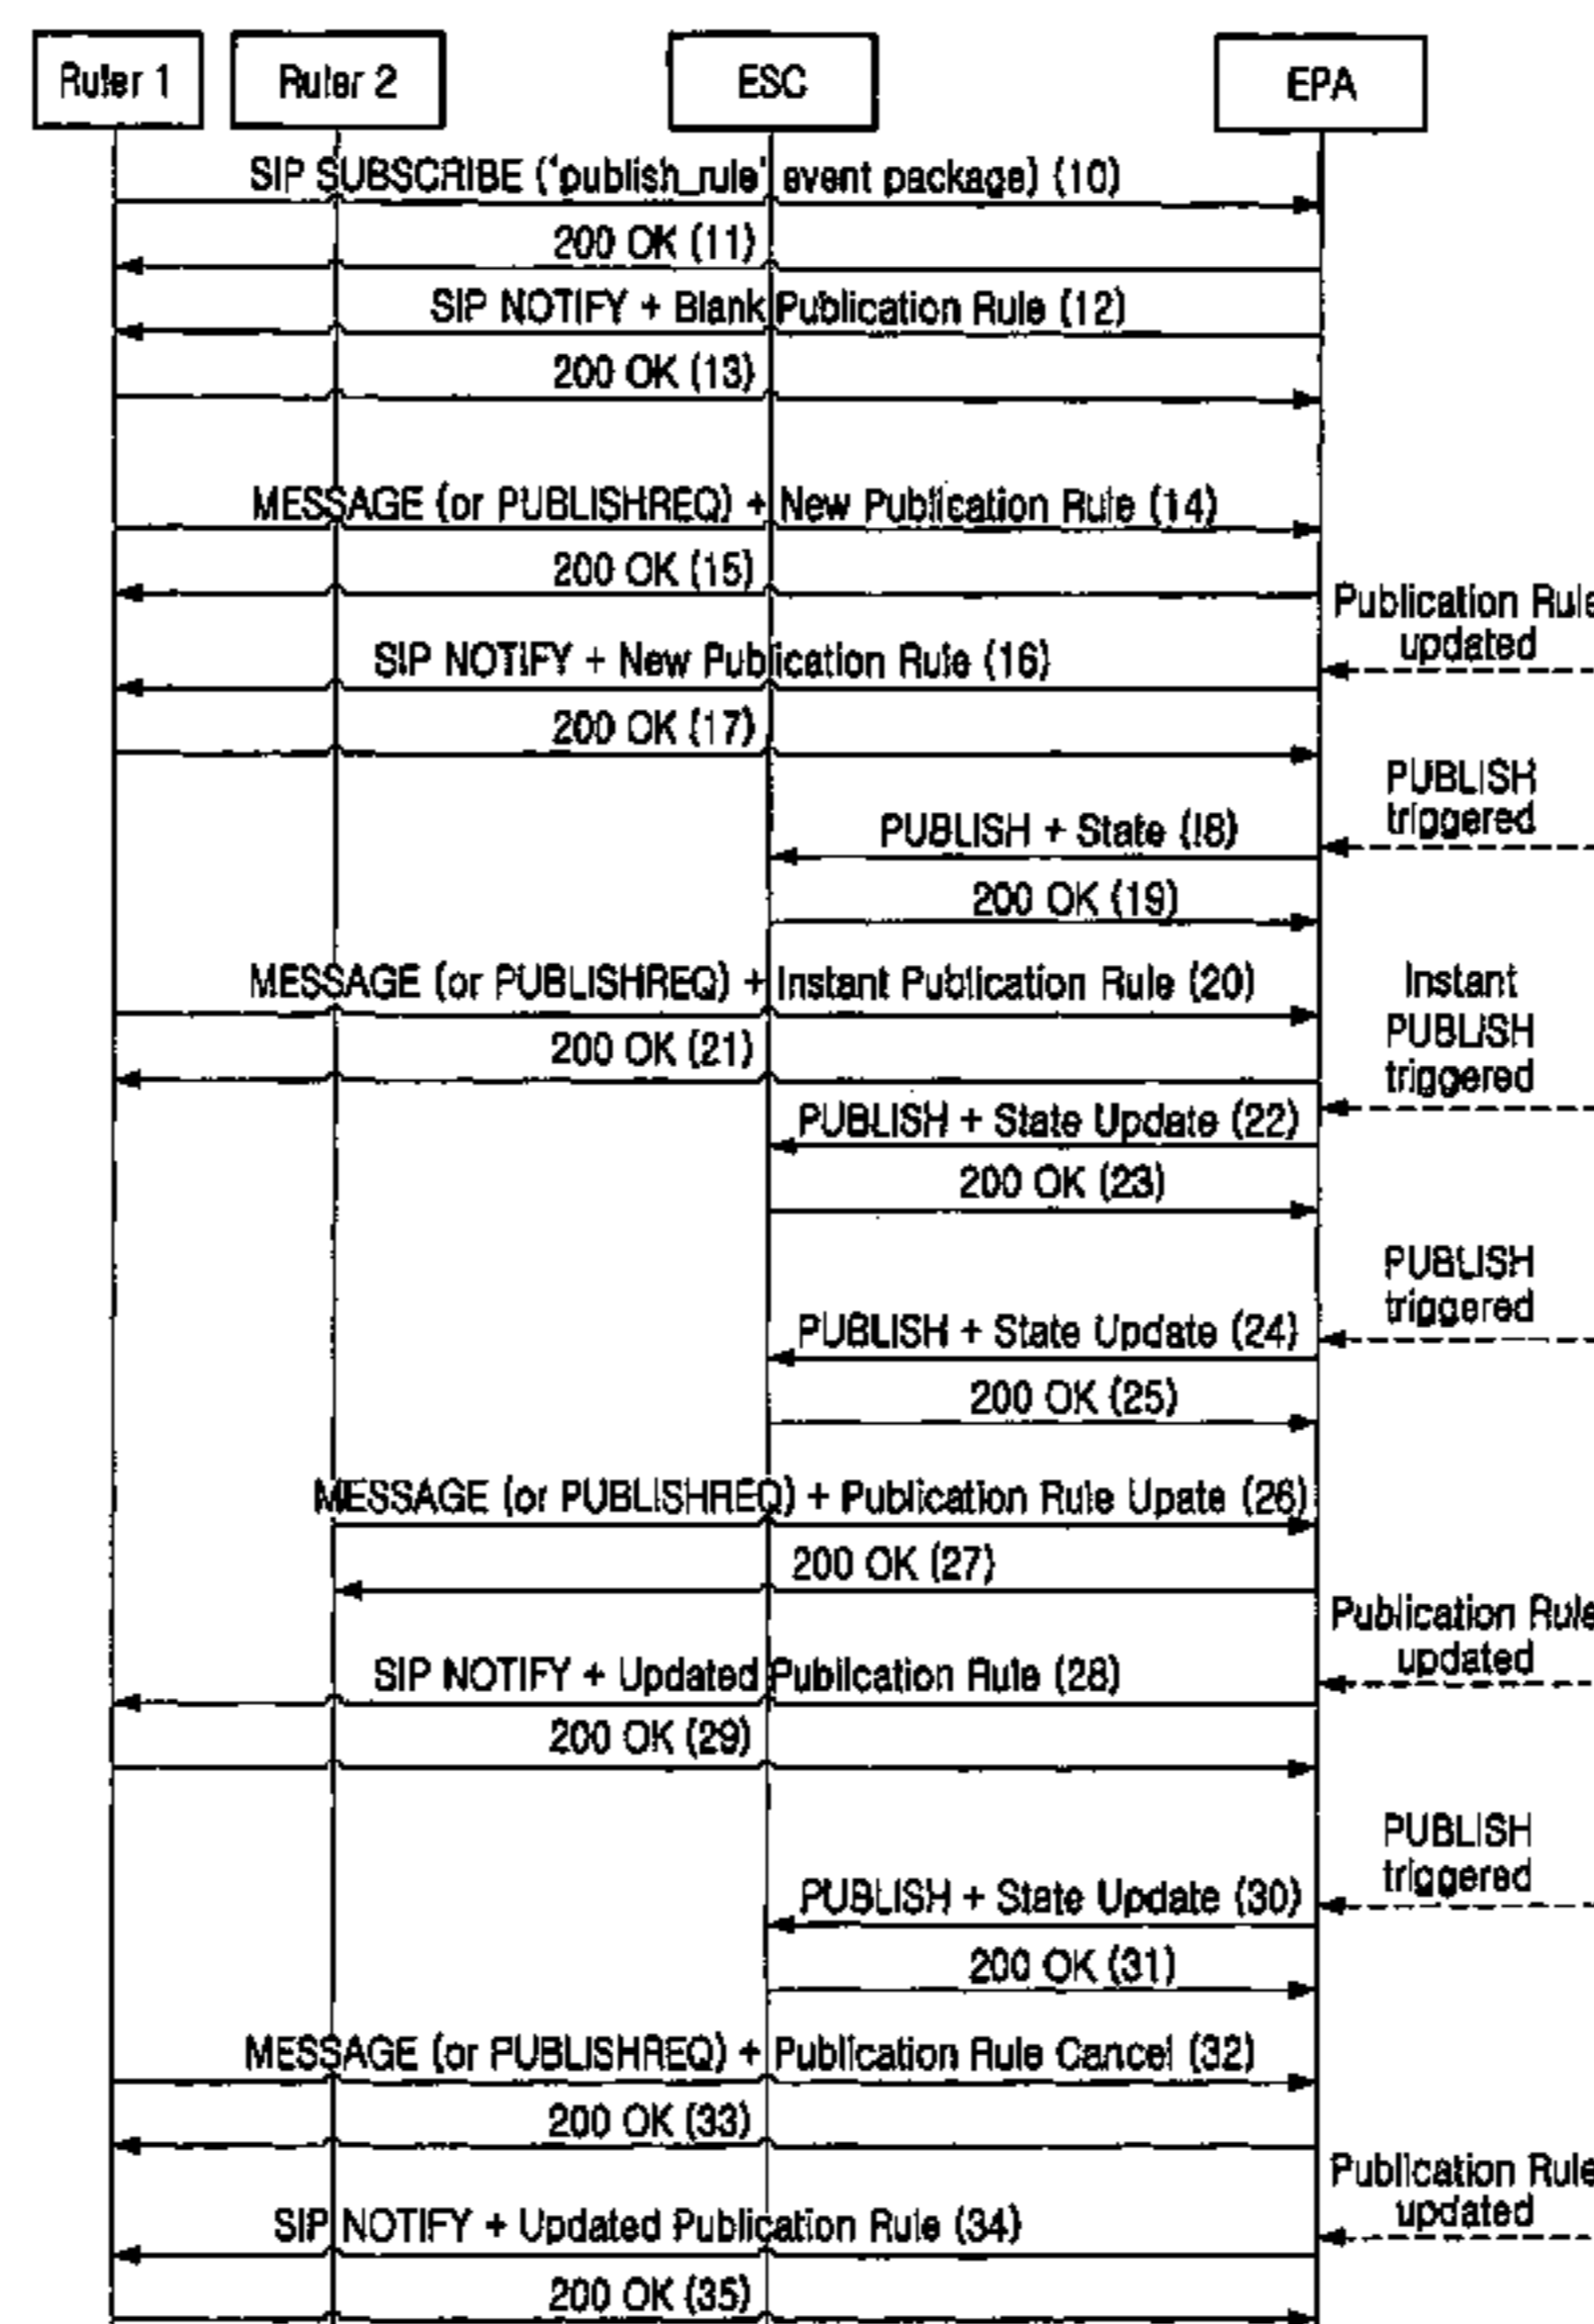 Ruler 1
Ruler 2
ESC
EPA
SIP SUBSCRIBE ('publish_rule' event package) (10)
200 OK (11)
SIP NOTIFY + Blank Publication Rule (12)
200 OK (13)
MESSAGE (or PUBLISHREQ) + New Publication Rule (14)
200 OK (15)
Publication Rule
updated
SIP NOTIFY + New Publication Rule (16)
200 OK (17)
PUBLISH
triggered
PUBLISH + State (!8)
200 OK (19)
MESSAGE (or PUBLISHREQ) + Instant Publication Rule (20)
Instant
PUBLISH
triggered
200 OK (21)
PUBLISH + State Update (22)
200 OK (23)
PUBLISH
triggered
PUBLISH + State Update (24)
200 OK (25)
MESSAGE (or PUBLISHREQ) + Publication Rule Upate (26)
200 OK (27)
Publication Rule
updated
SIP NOTIFY + Updated Publication Rule (28)
200 OK (29)
PUBLISH
triggered
PUBLISH + State Update (30)
200 OK (31)
MESSAGE (or PUBLISHREQ) + Publication Rule Cancel (32)
200 OK (33)
Publication Rule
updated
SIP NOTIFY + Updated Publication Rule (34)
200 OK (35)